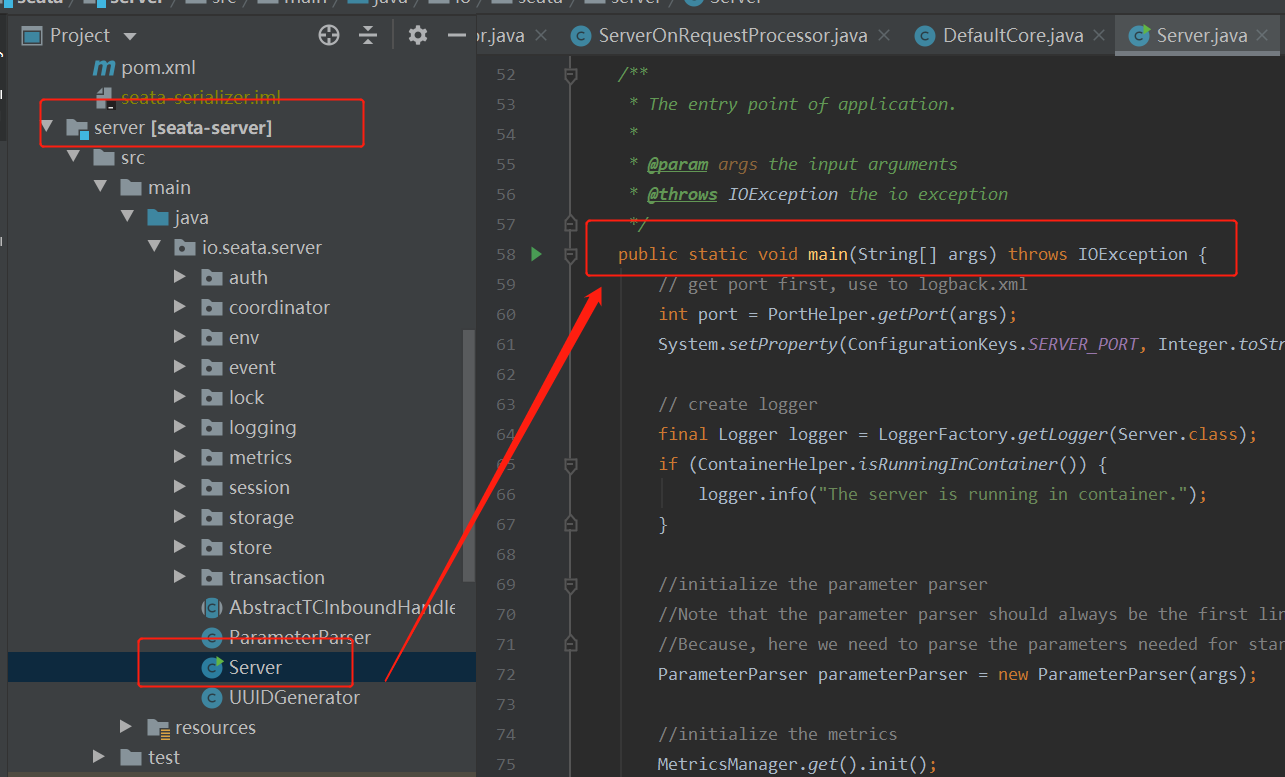 seata server src main java io seata server Server
Project
or.java ServerOnRequestProcessor.java DefaultCore.java Server.java
pom.xml
seata-serializer.iml
server [seata-server]
src
main
java
io.seata.server
auth
coordinator
env
event
lock
logging
metrics
session
storage
store
transaction
AbstractTCInboundHandle
ParameterParser
Server
UUIDGenerator
resources
test
52 /**
53 * The entry point of application.
54 *
55 * @param args the input arguments
56 * @throws IOException the io exception
57 */
58 public static void main(String[] args) throws IOException {
59 // get port first, use to logback.xml
60 int port = PortHelper.getPort(args);
61 System.setProperty(ConfigurationKeys.SERVER_PORT, Integer.toStr
62
63 // create logger
64 final Logger logger = LoggerFactory.getLogger(Server.class);
65 if (ContainerHelper.isRunningInContainer()) {
66 logger.info("The server is running in container.");
67 }
68
69 //initialize the parameter parser
70 //Note that the parameter parser should always be the first lin
71 //Because, here we need to parse the parameters needed for star
72 ParameterParser parameterParser = new ParameterParser(args);
73
74 //initialize the metrics
75 MetricsManager.get().init();